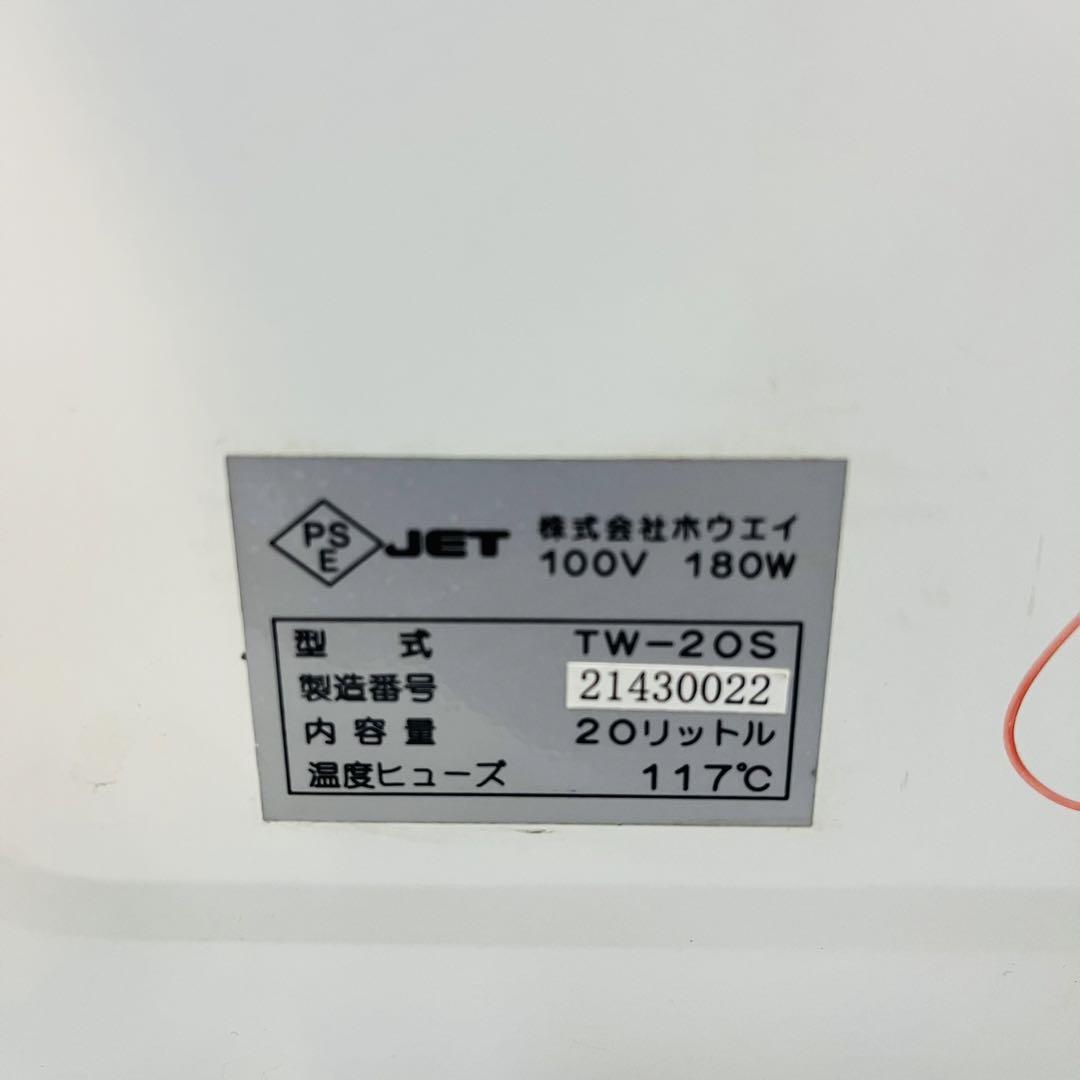 PSE JET 株式会社ホウエイ
100V 180W
型式 TW-20S
製造番号 21430022
内容量 20リットル
温度ヒューズ 117℃